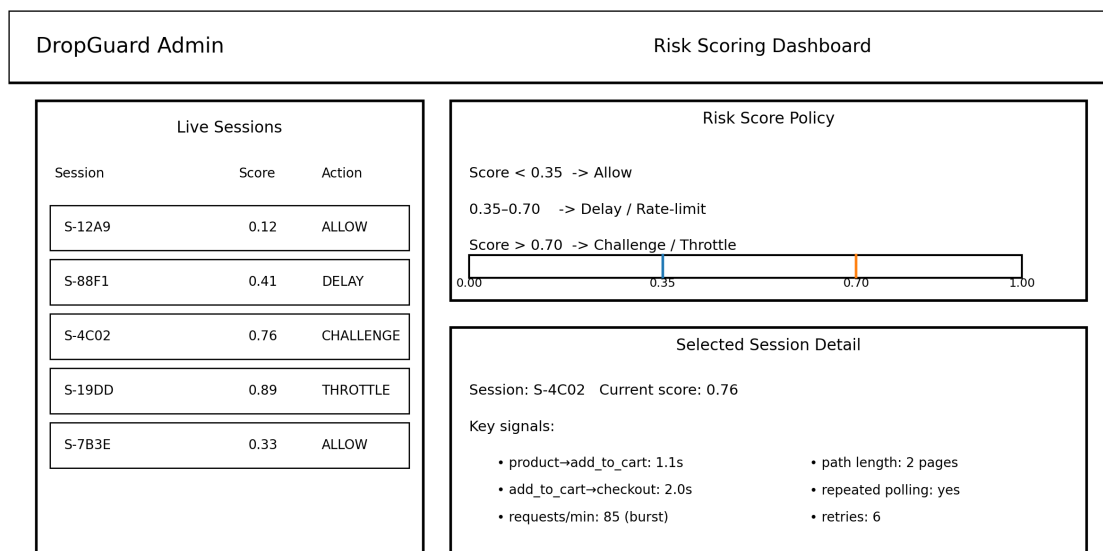 DropGuard Admin
Risk Scoring Dashboard
Live Sessions
Session Score Action
S-12A9 0.12 ALLOW
S-88F1 0.41 DELAY
S-4C02 0.76 CHALLENGE
S-19DD 0.89 THROTTLE
S-7B3E 0.33 ALLOW
Risk Score Policy
Score < 0.35 -> Allow
0.35–0.70 -> Delay / Rate-limit
Score > 0.70 -> Challenge / Throttle
0.00 0.35 0.70 1.00
Selected Session Detail
Session: S-4C02 Current score: 0.76
Key signals:
• product→add_to_cart: 1.1s
• add_to_cart→checkout: 2.0s
• requests/min: 85 (burst)
• path length: 2 pages
• repeated polling: yes
• retries: 6